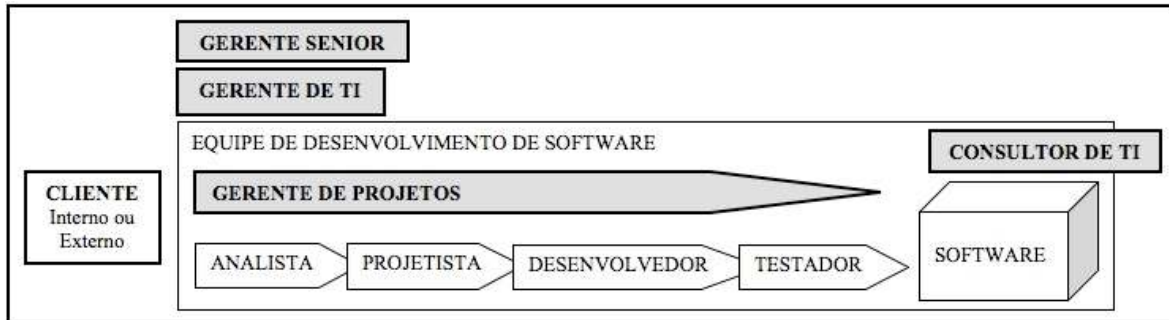 GERENTE SENIOR
GERENTE DE TI
EQUIPE DE DESENVOLVIMENTO DE SOFTWARE
CONSULTOR DE TI
CLIENTE
Interno ou
Externo
GERENTE DE PROJETOS
ANALISTA
PROJETISTA
DESENVOLVEDOR
TESTADOR
SOFTWARE